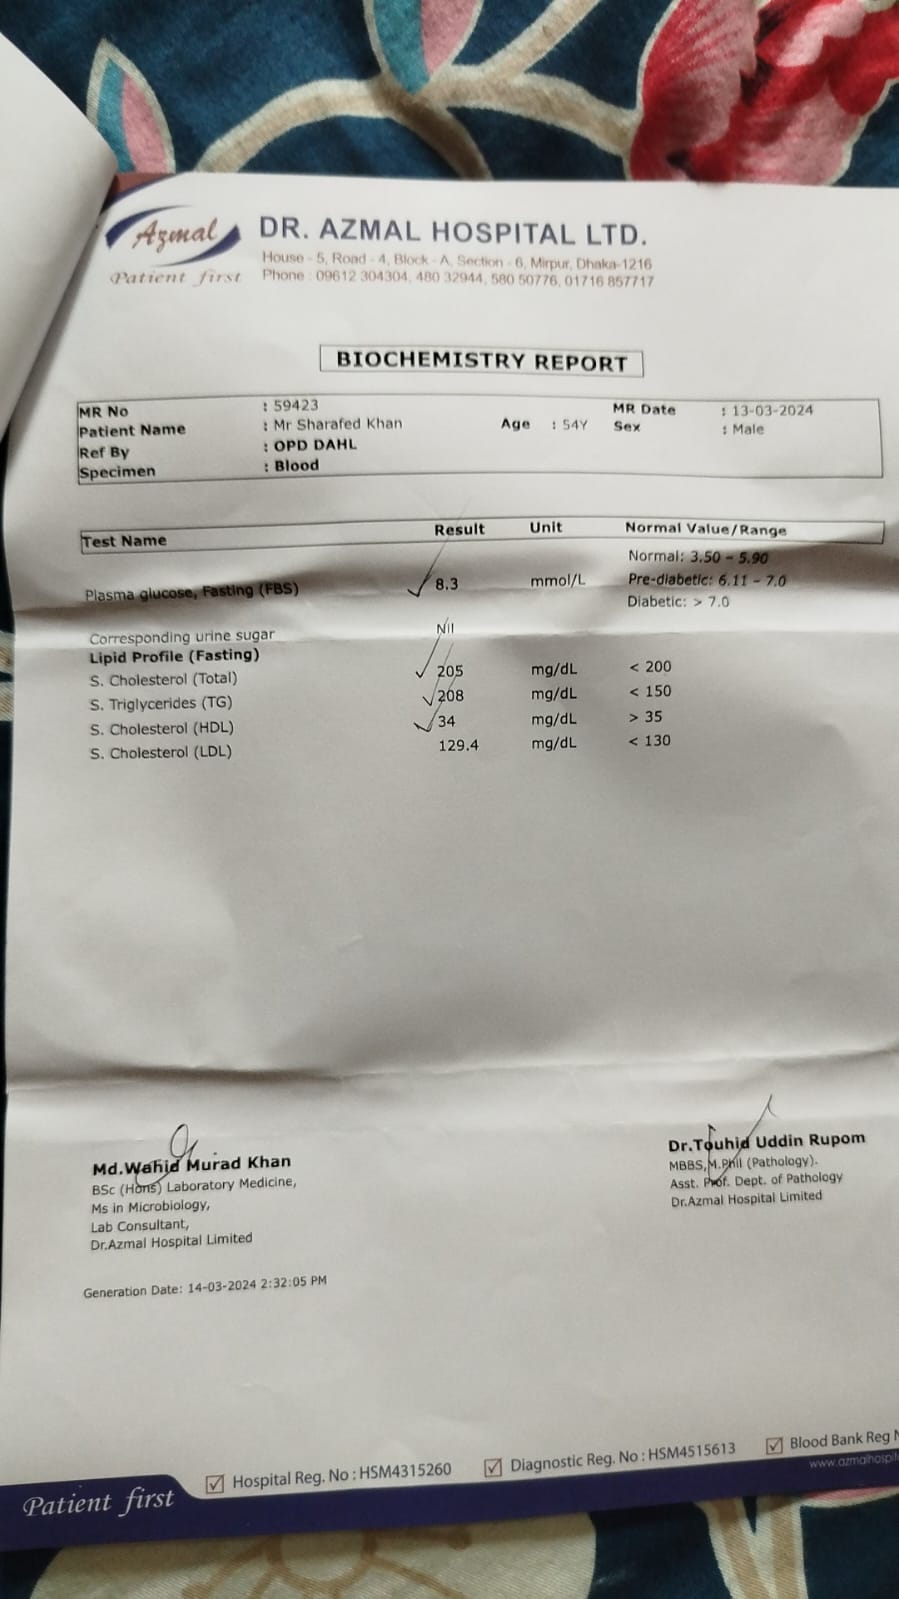 Azmal
Patient first
DR. AZMAL HOSPITAL LTD.
House - 5, Road - 4, Block - A, Section - 6, Mirpur, Dhaka-1216
Phone : 09612 304304, 480 32944, 580 50776, 01716 857717
BIOCHEMISTRY REPORT
MR No : 59423 MR Date : 13-03-2024
Patient Name : Mr Sharafed Khan Age : 54Y Sex : Male
Ref By : OPD DAHL
Specimen : Blood
Test Name Result Unit Normal Value/Range
Plasma glucose, Fasting (FBS) 8.3 mmol/L Normal: 3.50 - 5.90
Pre-diabetic: 6.11 - 7.0
Diabetic: > 7.0
Corresponding urine sugar Nil
Lipid Profile (Fasting)
S. Cholesterol (Total) 205 mg/dL < 200
S. Triglycerides (TG) 208 mg/dL < 150
S. Cholesterol (HDL) 34 mg/dL > 35
S. Cholesterol (LDL) 129.4 mg/dL < 130
Md.Wahid Murad Khan
BSc (Hons) Laboratory Medicine,
Ms in Microbiology,
Lab Consultant,
Dr.Azmal Hospital Limited
Dr.Touhid Uddin Rupom
MBBS,M.Phil (Pathology).
Asst. Prof. Dept. of Pathology
Dr.Azmal Hospital Limited
Generation Date: 14-03-2024 2:32:05 PM
Hospital Reg. No : HSM4315260 Diagnostic Reg. No : HSM4515613 Blood Bank Reg
Patient first